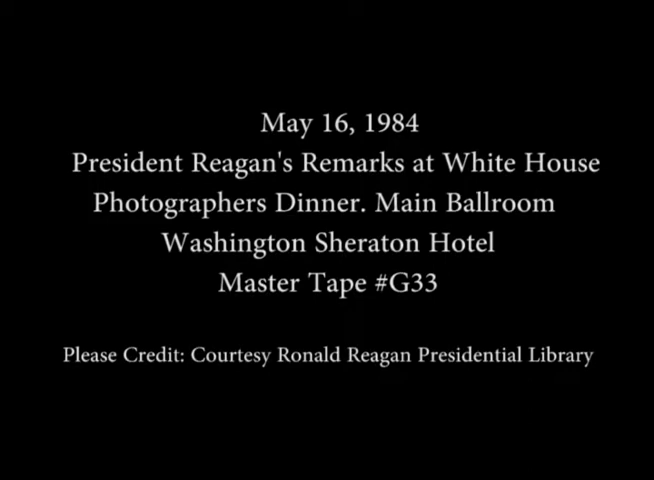 May 16, 1984
President Reagan's Remarks at White House
Photographers Dinner. Main Ballroom
Washington Sheraton Hotel
Master Tape #G33
Please Credit: Courtesy Ronald Reagan Presidential Library